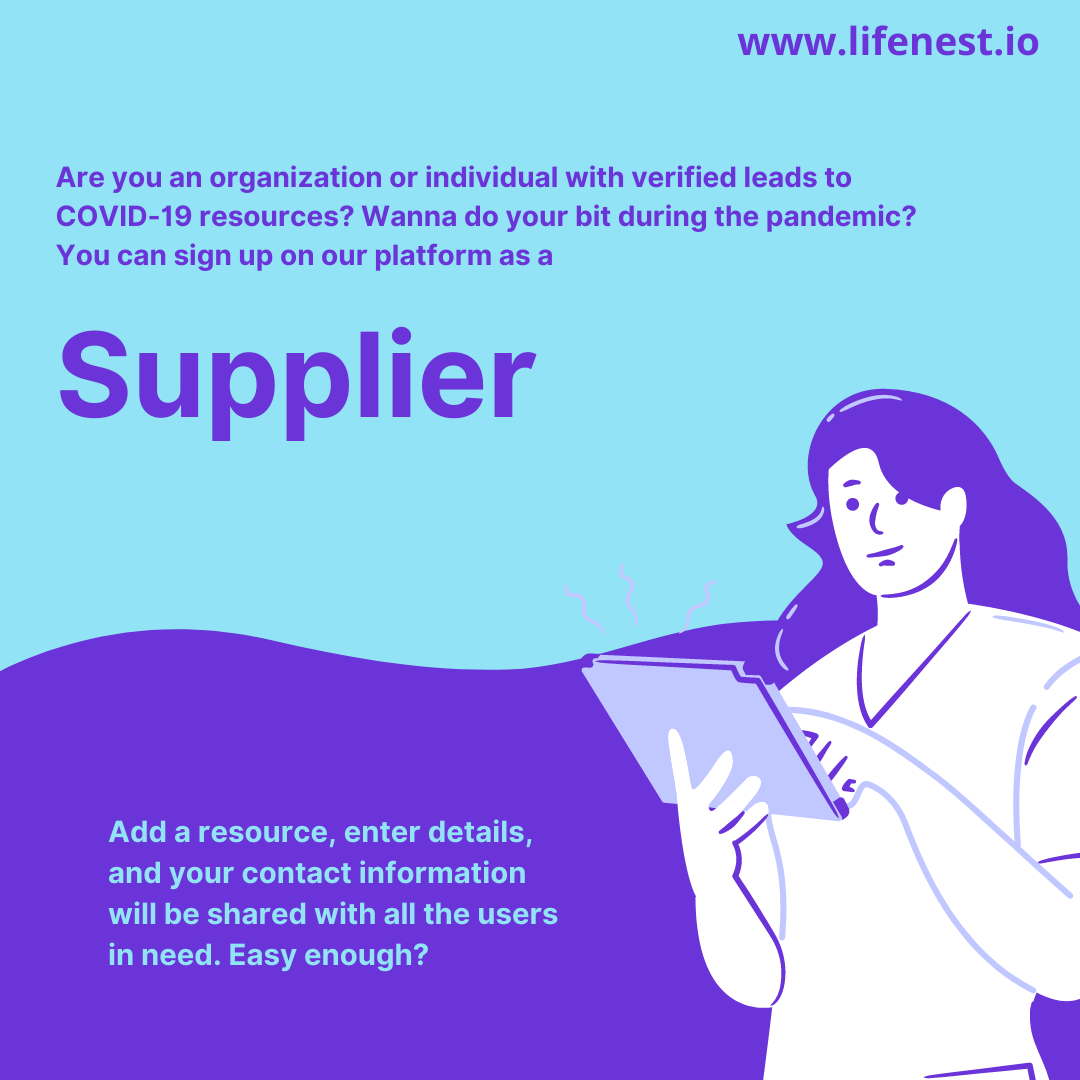 www.lifenest.io
Are you an organization or individual with verified leads to
COVID-19 resources? Wanna do your bit during the pandemic?
You can sign up on our platform as a
Supplier
Add a resource, enter details,
and your contact information
will be shared with all the users
in need. Easy enough?